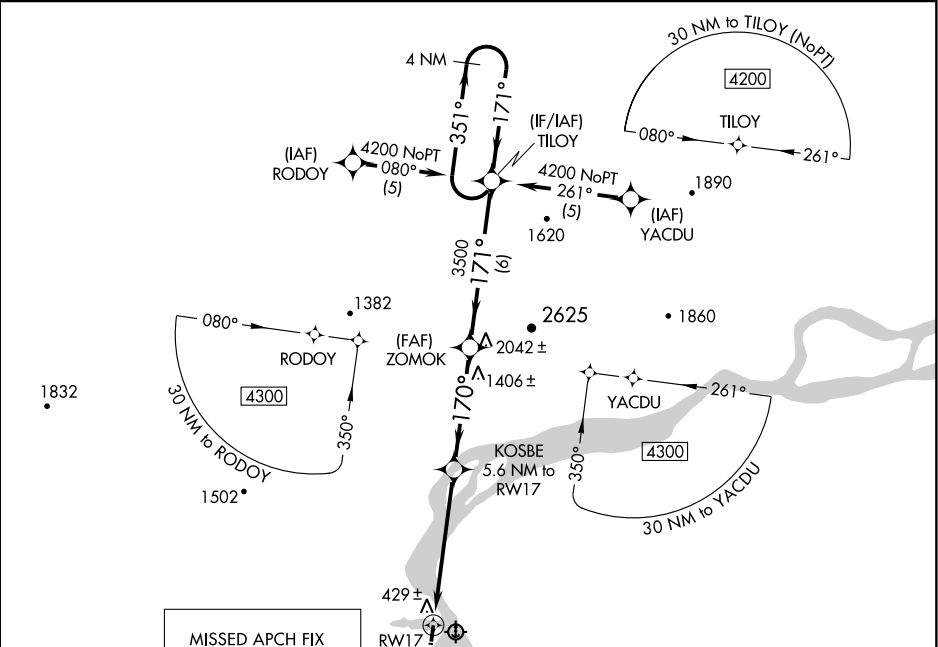 30 NM to TILOY (NoPT)
4200
TILOY
080°
261°
4 NM
351°
171°
(IF/IAF)
TILOY
(IAF)
RODOY
4200 NoPT
080°
(5)
4200 NoPT
261°
(5)
(IAF)
YACDU
1890
1620
3500
171°
(6)
1382
080°
RODOY
4300
350°
30 NM to RODOY
(FAF)
ZOMOK
2625
2042 ±
1406 ±
1860
1832
170°
YACDU
261°
4300
350°
30 NM to YACDU
KOSBE
5.6 NM to
RW17
1502
429 ±
RW17
MISSED APCH FIX